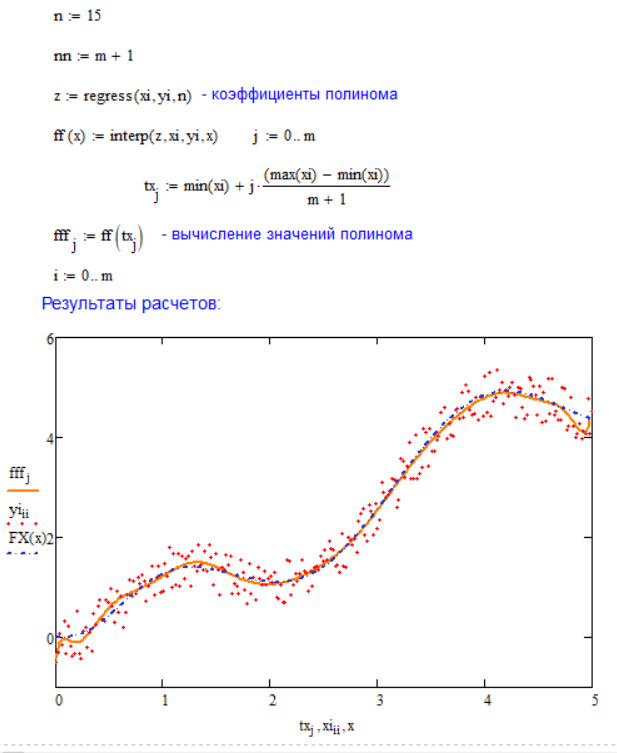 n := 15
nn := m + 1
z := regress(xi,yi,n) - коэффициенты полинома
ff(x) := interp(z,xi,yi,x) j := 0.. m
tx_j := min(xi) + j·(max(xi) − min(xi))/(m + 1)
fff_j := ff(tx_j) - вычисление значений полинома
i := 0.. m
Результаты расчетов:
6
4
fff_j
yi_ii
FX(x) 2
0
0 1 2 3 4 5
tx_j , xi_ii , x